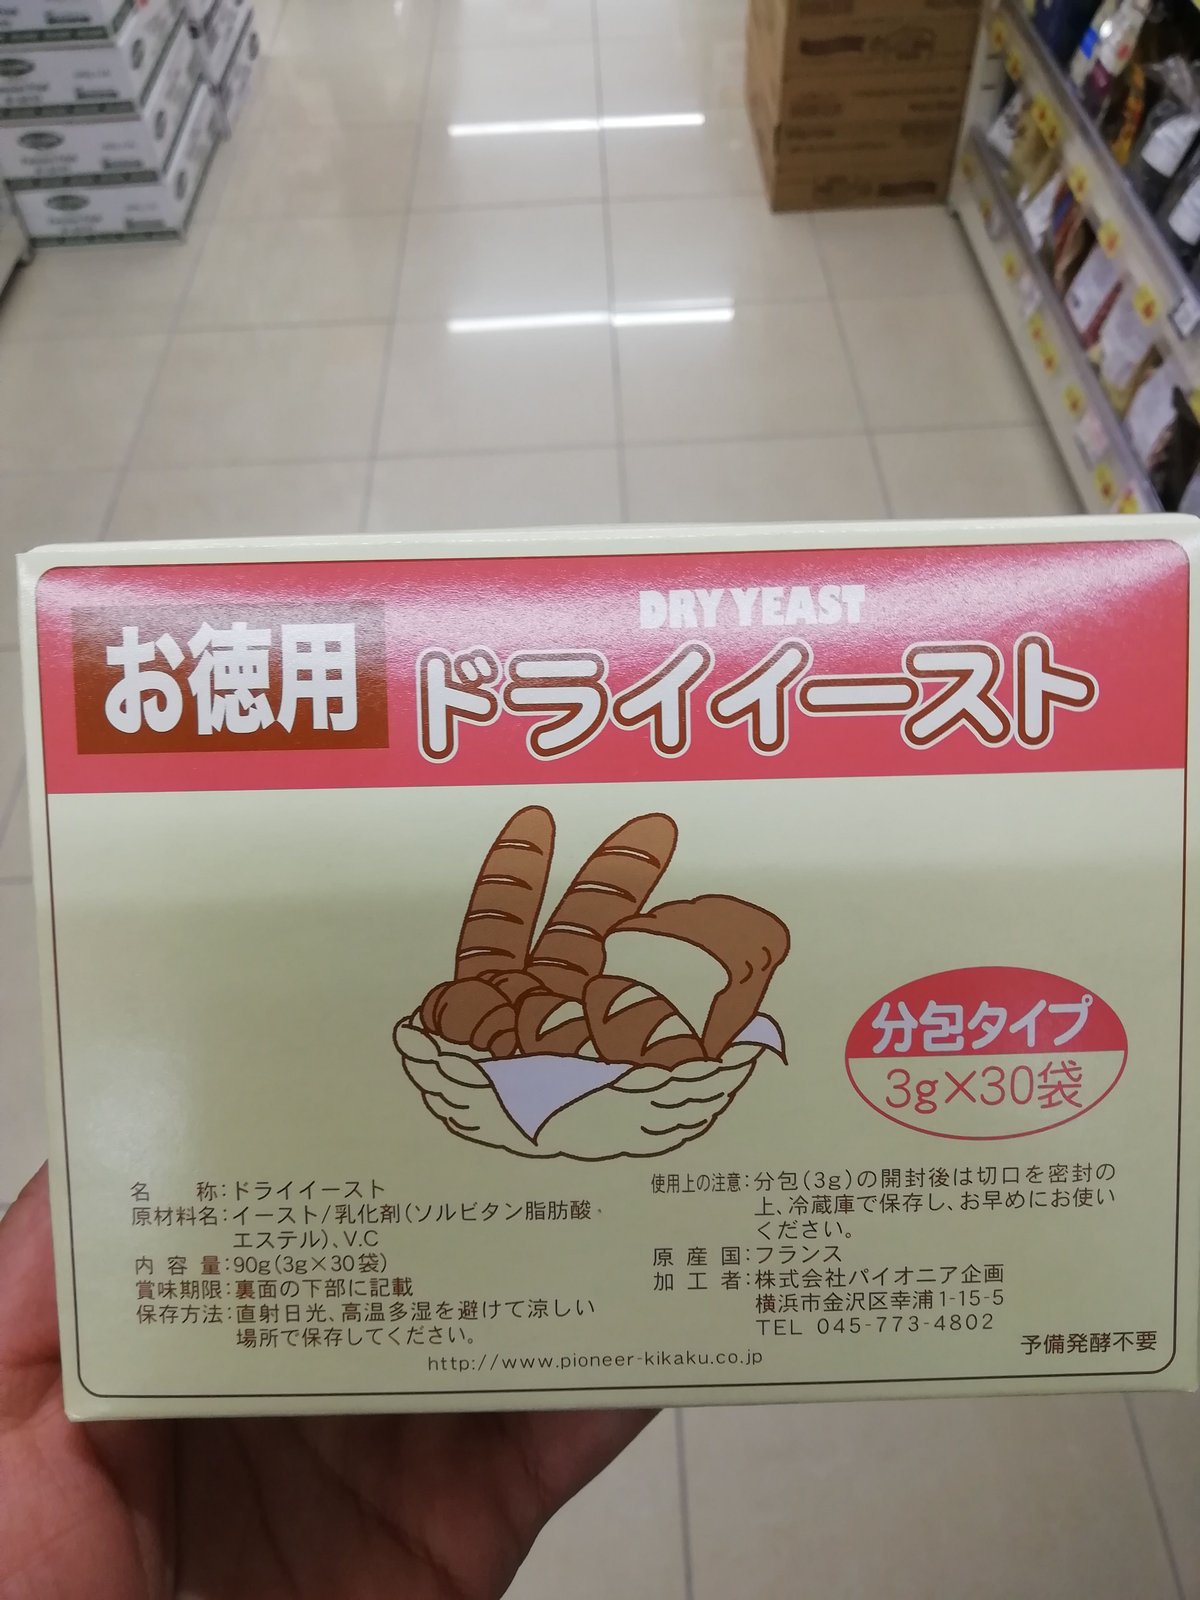 お徳用
DRY YEAST
ドライイースト
分包タイプ
3g×30袋
名　　称：ドライイースト
原材料名：イースト/乳化剤（ソルビタン脂肪酸
エステル）、V.C
内 容 量：90g（3g×30袋）
賞味期限：裏面の下部に記載
保存方法：直射日光、高温多湿を避けて涼しい
場所で保存してください。
使用上の注意：分包（3g）の開封後は切口を密封の
上、冷蔵庫で保存し、お早めにお使い
ください。
原 産 国：フランス
加 工 者：株式会社パイオニア企画
横浜市金沢区幸浦1-15-5
TEL 045-773-4802
予備発酵不要
http://www.pioneer-kikaku.co.jp